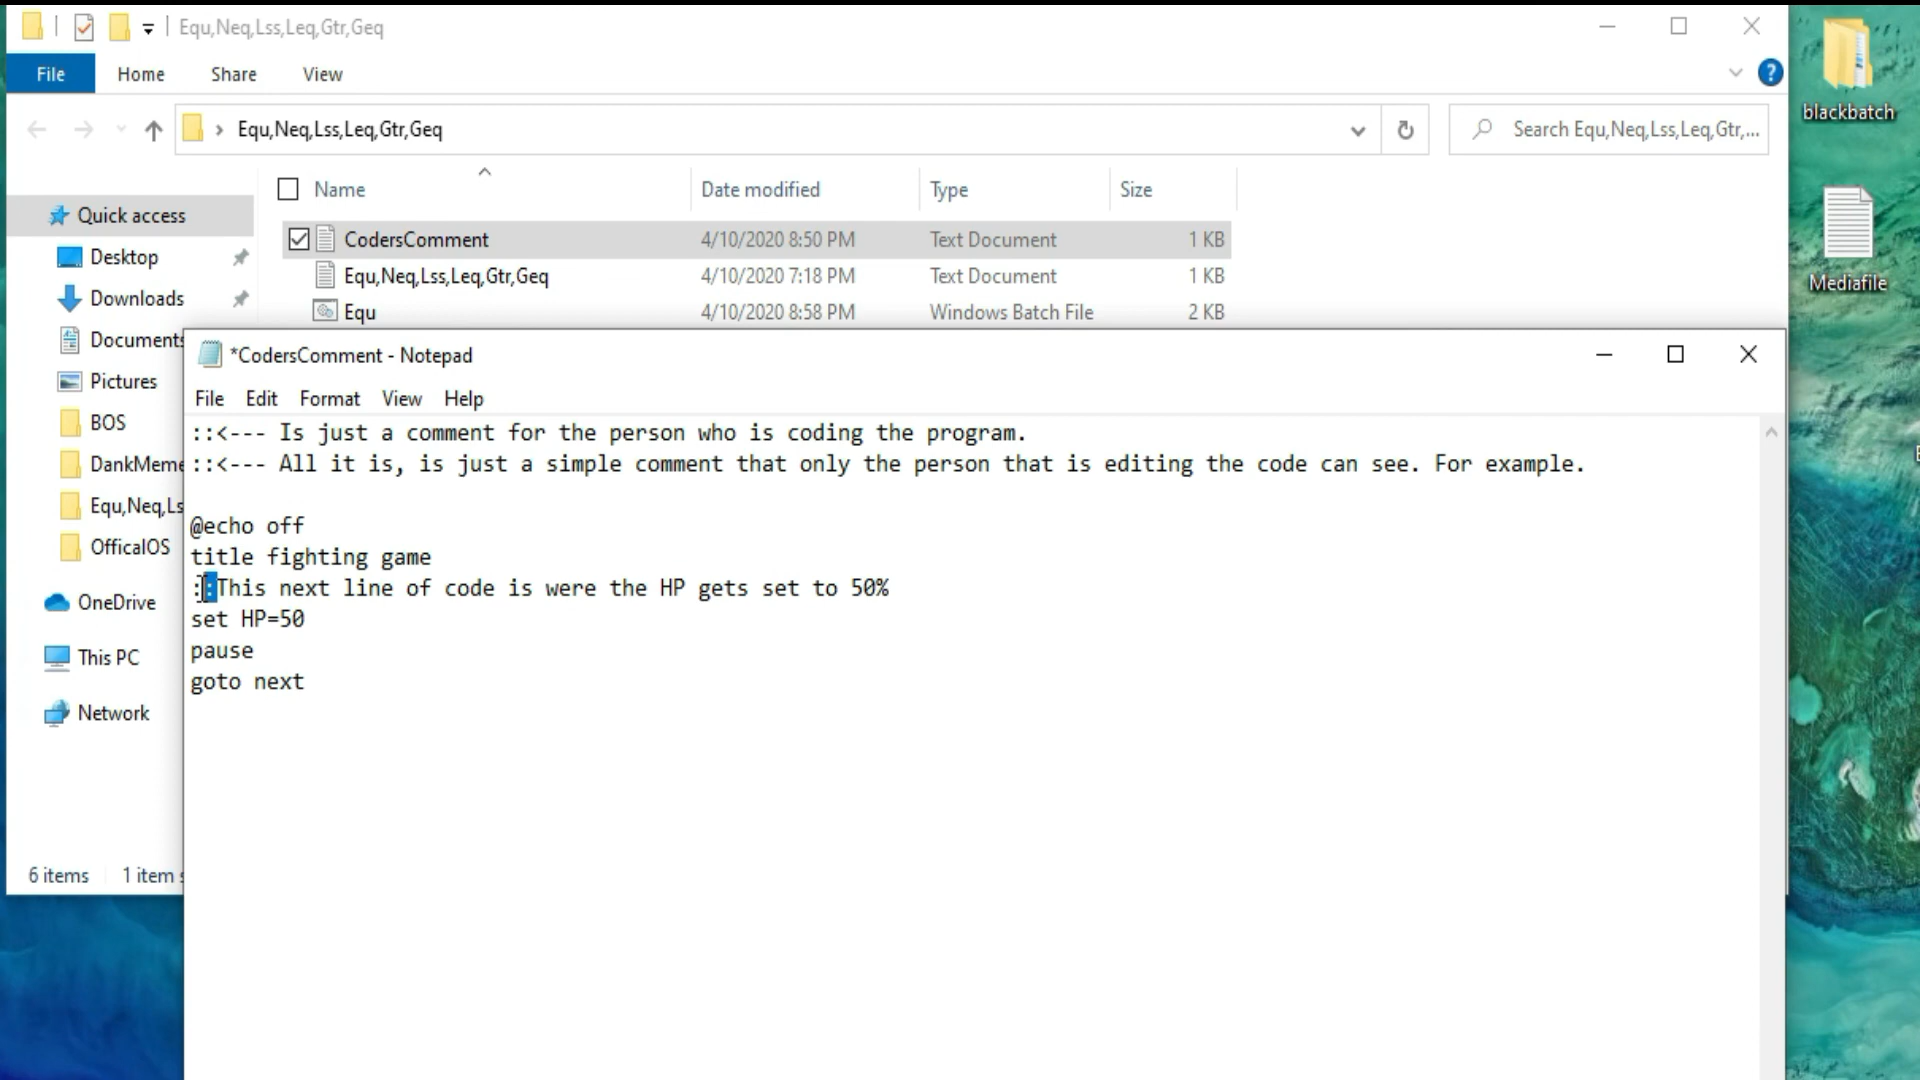 Equ,Neq,Lss,Leq,Gtr,Geq
File Home Share View ?
Equ,Neq,Lss,Leq,Gtr,Geq Search Equ,Neq,Lss,Leq,Gtr,...
Name Date modified Type Size
Quick access
CodersComment 4/10/2020 8:50 PM Text Document 1 KB
Desktop
Equ,Neq,Lss,Leq,Gtr,Geq 4/10/2020 7:18 PM Text Document 1 KB
Downloads
Equ 4/10/2020 8:58 PM Windows Batch File 2 KB
Documents
Pictures
BOS
DankMeme
Equ,Neq,Ls
OfficalOS
OneDrive
This PC
Network
6 items 1 item s
*CodersComment - Notepad
File Edit Format View Help
::<--- Is just a comment for the person who is coding the program.
::<--- All it is, is just a simple comment that only the person that is editing the code can see. For example.
@echo off
title fighting game
::This next line of code is were the HP gets set to 50%
set HP=50
pause
goto next
blackbatch
Mediafile